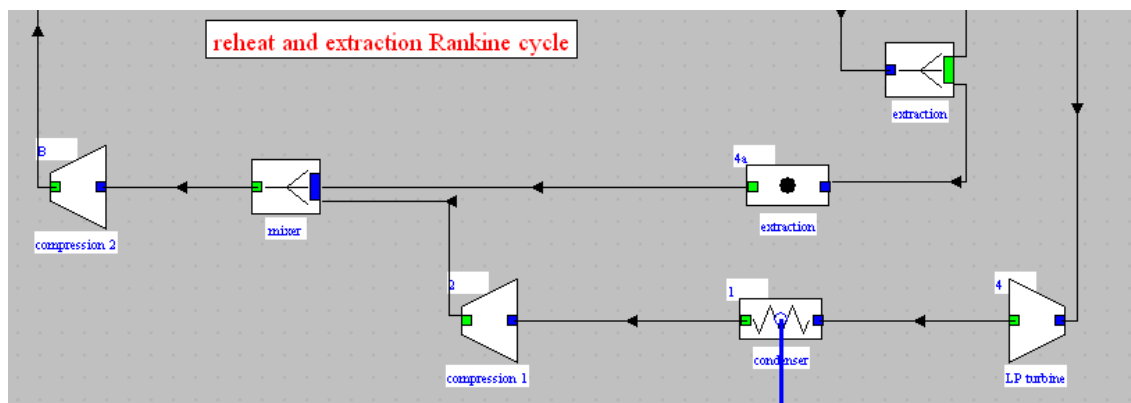 reheat and extraction Rankine cycle
extraction
B
4a
compression 2
mixer
extraction
2
1
4
compression 1
condenser
LP turbine